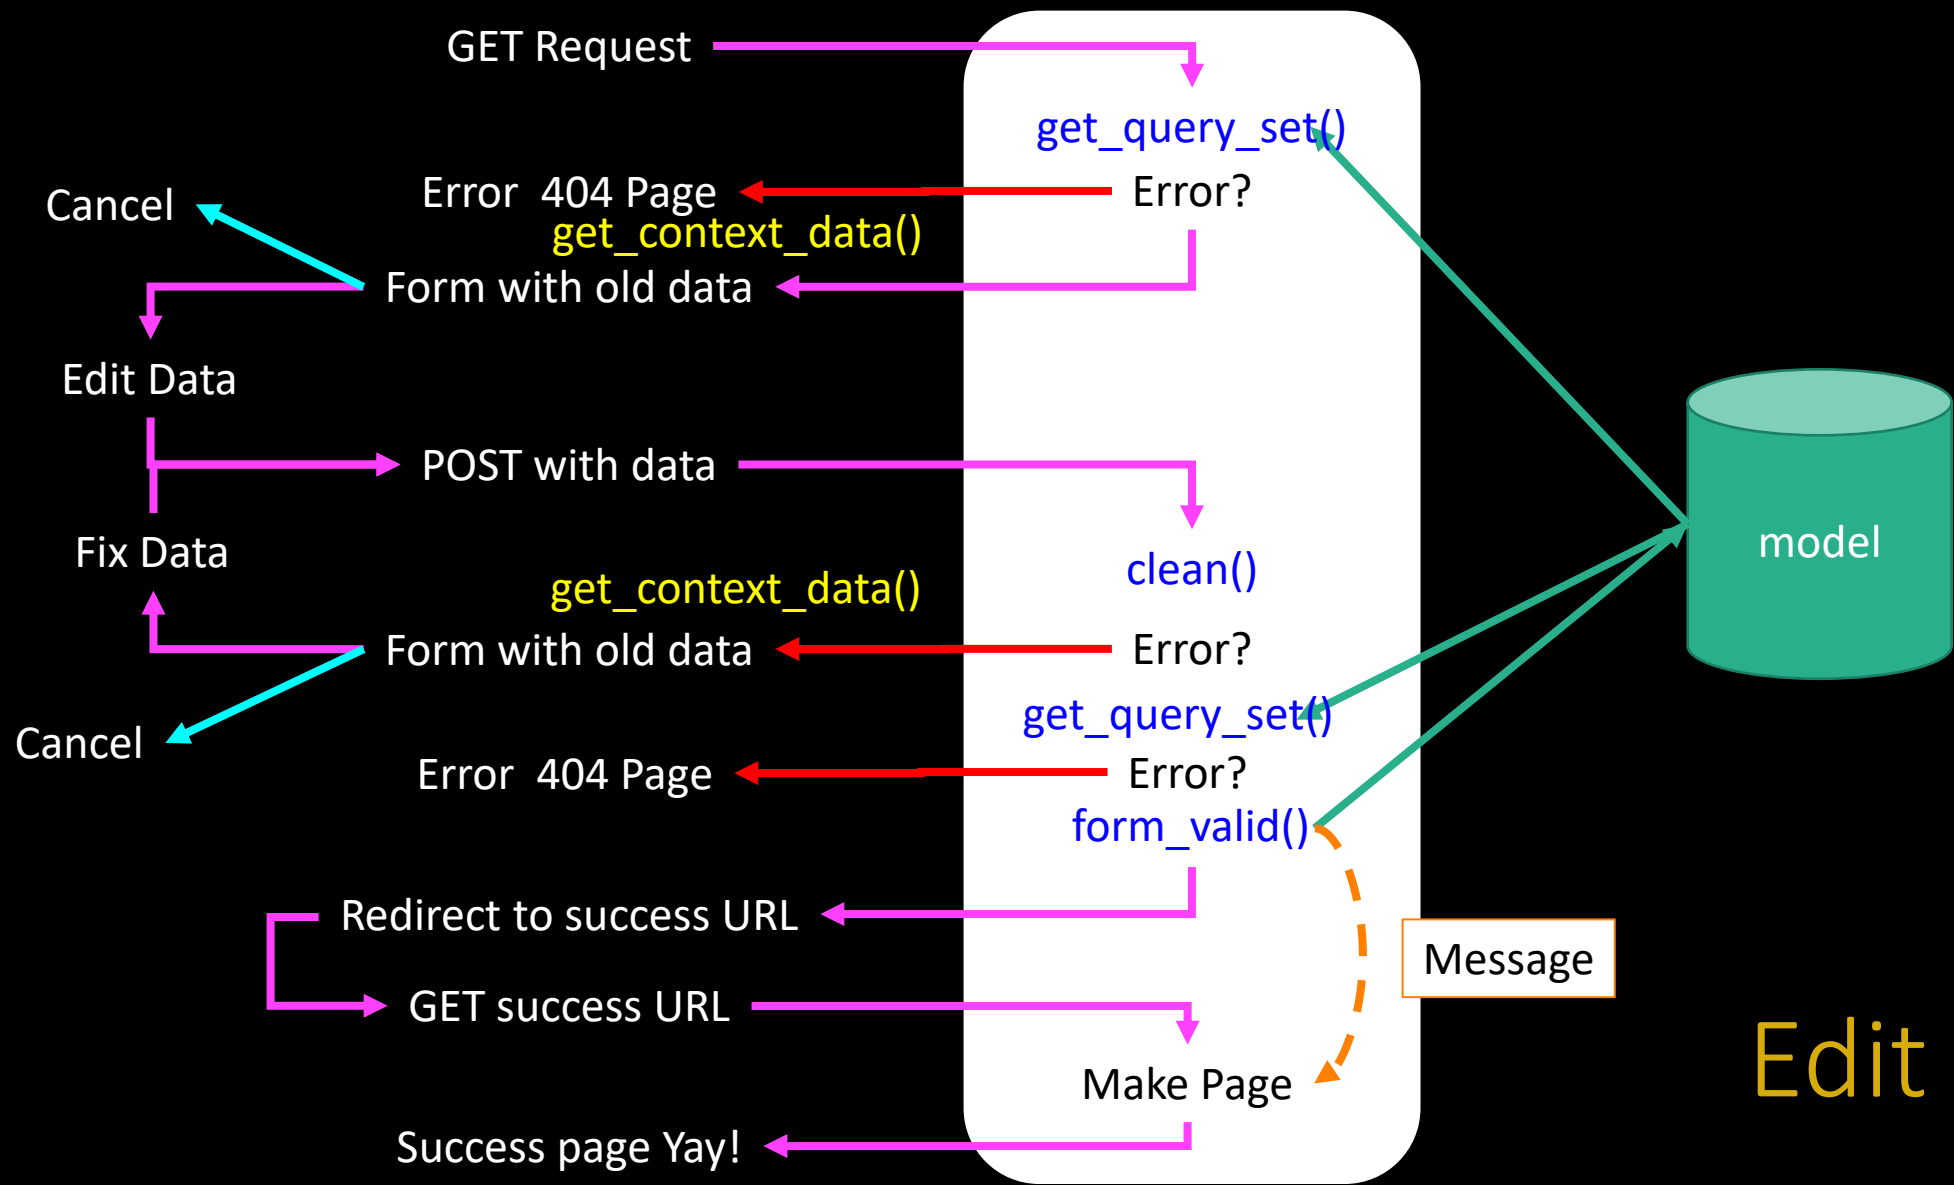 GET Request
get_query_set()
Cancel
Error  404 Page
Error?
get_context_data()
Form with old data
Edit Data
POST with data
model
Fix Data
clean()
get_context_data()
Form with old data
Error?
get_query_set()
Cancel
Error  404 Page
Error?
form_valid()
Redirect to success URL
Message
GET success URL
Edit
Make Page
Success page Yay!